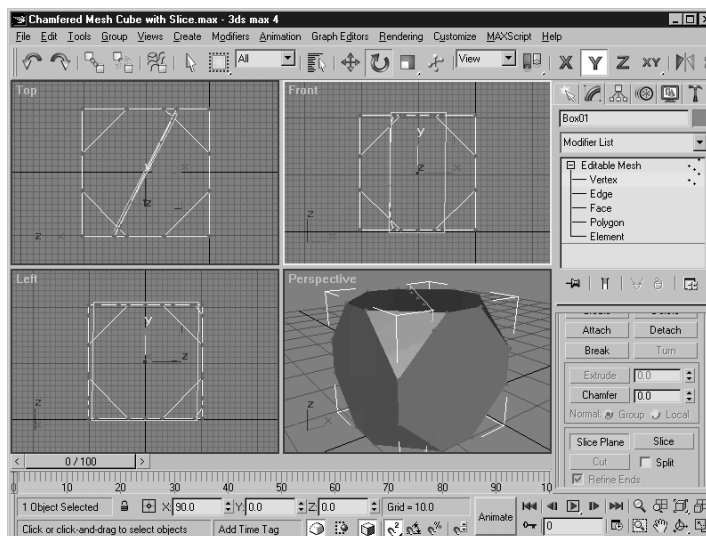 Chamfered Mesh Cube with Slice.max - 3ds max 4
File Edit Tools Group Views Create Modifiers Animation Graph Editors Rendering Customize MAXScript Help
All View X Y Z XY
Top
Front
Left
Perspective
y
x
z
z x
y
z x
z
y
z
z
z
Box01
Modifier List
Editable Mesh
Vertex
Edge
Face
Polygon
Element
Attach Detach
Break Turn
Extrude 0.0
Chamfer 0.0
Normal: Group Local
Slice Plane Slice
Cut Split
Refine Ends
< 0 / 100 >
0 10 20 30 40 50 60 70 80 90 100
1 Object Selected X: 90.0 Y: 0.0 Z: 0.0 Grid = 10.0
Animate
Click or click-and-drag to select objects Add Time Tag
0